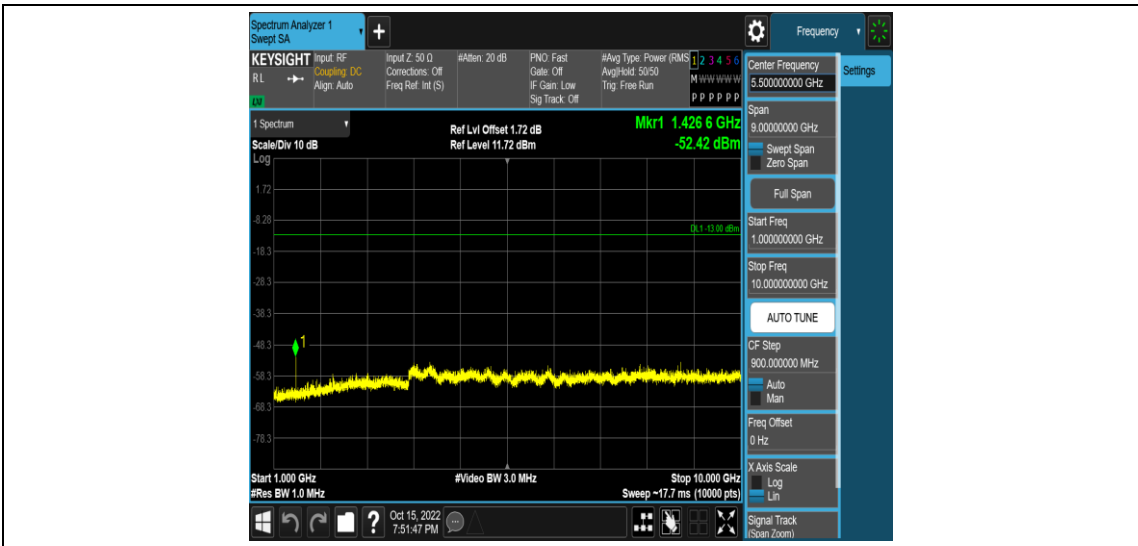 Spectrum Analyzer 1
Swept SA
+
Frequency
KEYSIGHT
RL
LXI
Input: RF
Coupling: DC
Align: Auto
Input Z: 50 Ω
Corrections: Off
Freq Ref: Int (S)
#Atten: 20 dB
PNO: Fast
Gate: Off
IF Gain: Low
Sig Track: Off
#Avg Type: Power (RMS
Avg|Hold: 50/50
Trig: Free Run
1 2 3 4 5 6
M W W W W W
P P P P P P
Center Frequency
5.500000000 GHz
Settings
Span
9.00000000 GHz
Swept Span
Zero Span
Full Span
Start Freq
1.000000000 GHz
Stop Freq
10.000000000 GHz
AUTO TUNE
CF Step
900.000000 MHz
Auto
Man
Freq Offset
0 Hz
X Axis Scale
Log
Lin
Signal Track
(Span Zoom)
1 Spectrum
Scale/Div 10 dB
Log
Ref Lvl Offset 1.72 dB
Ref Level 11.72 dBm
Mkr1 1.426 6 GHz
-52.42 dBm
1.72
-8.28
DL1 -13.00 dBm
-18.3
-28.3
-38.3
-48.3
1
-58.3
-68.3
-78.3
Start 1.000 GHz
#Res BW 1.0 MHz
#Video BW 3.0 MHz
Stop 10.000 GHz
Sweep ~17.7 ms (10000 pts)
?
Oct 15, 2022
7:51:47 PM